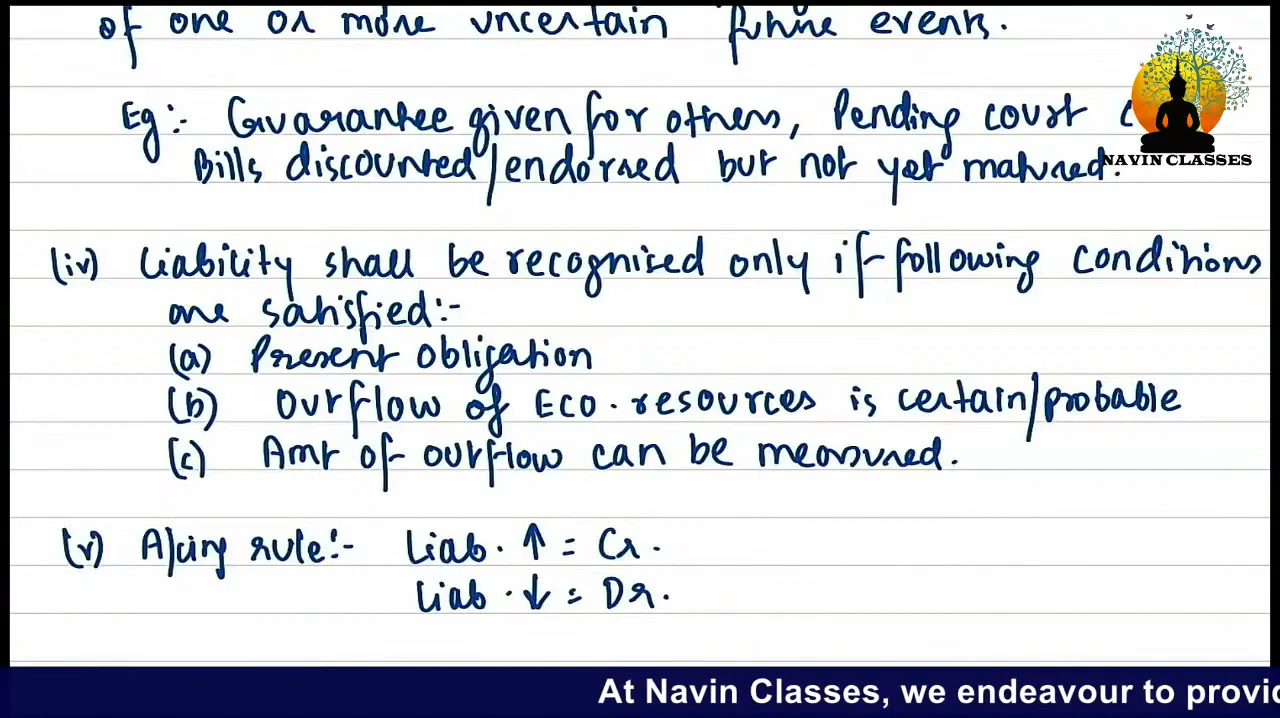 of one or more uncertain future events.
Eg:- Guarantee given for others, Pending court c
Bills discounted/endorsed but not yet matured.
NAVIN CLASSES
(iv) Liability shall be recognised only if following conditions
are satisfied:-
(a) Present obligation
(b) Outflow of Eco. resources is certain/probable
(c) Amt of outflow can be measured.
(v) A/cing rule:- Liab. ↑ = Cr.
Liab. ↓ = Dr.
At Navin Classes, we endeavour to provid